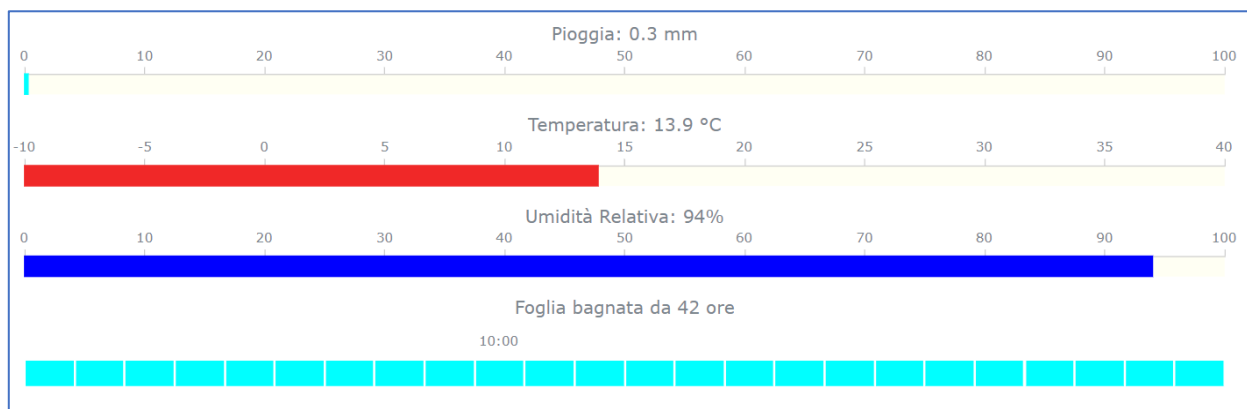 Pioggia: 0.3 mm
0 10 20 30 40 50 60 70 80 90 100
Temperatura: 13.9 °C
-10 -5 0 5 10 15 20 25 30 35 40
Umidità Relativa: 94%
0 10 20 30 40 50 60 70 80 90 100
Foglia bagnata da 42 ore
10:00